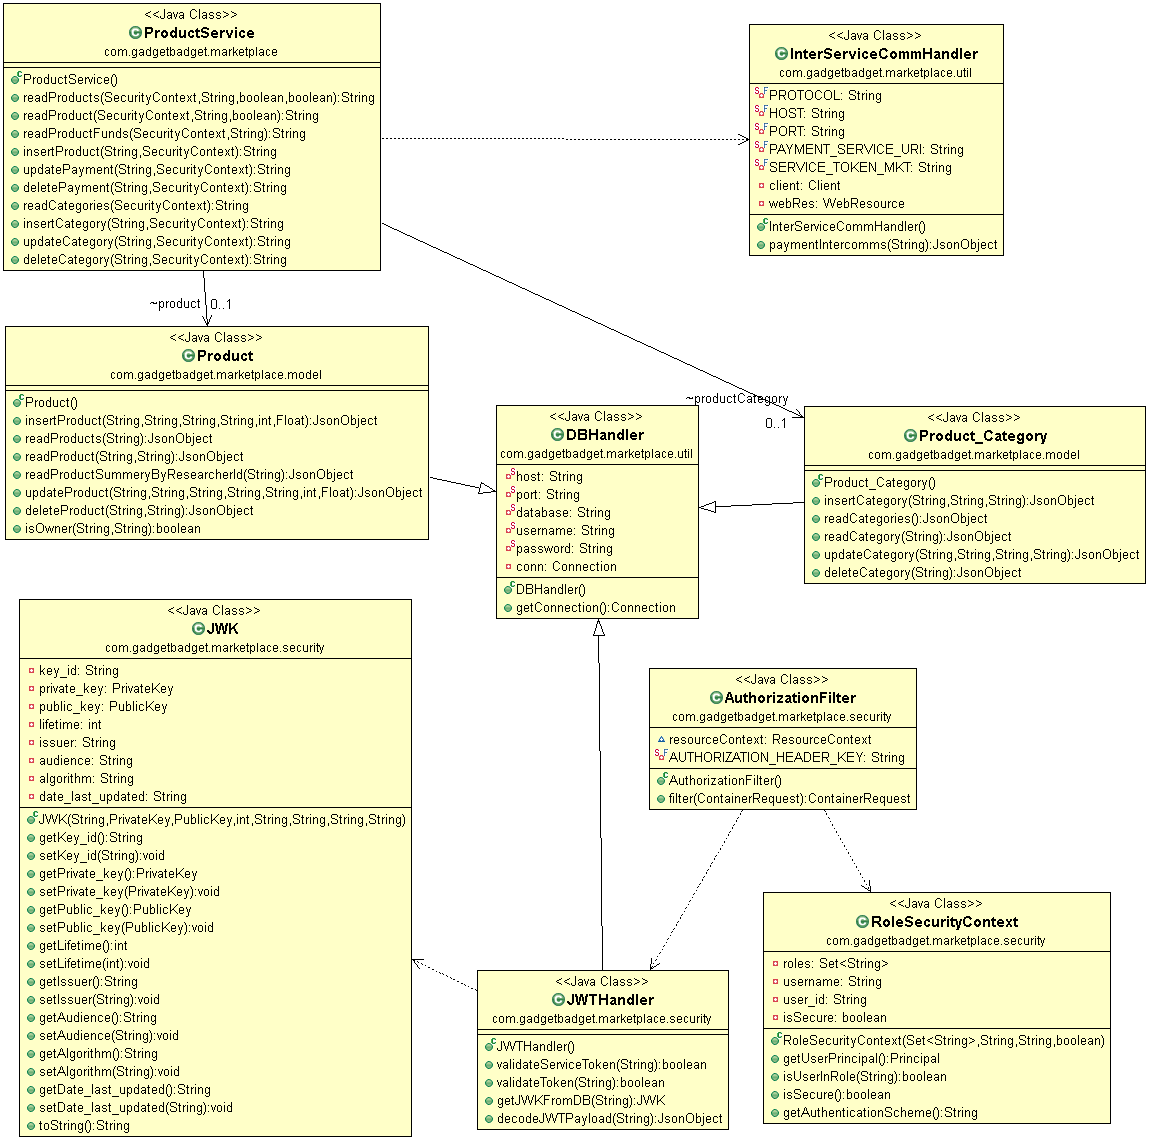 <<Java Class>>
ProductService
com.gadgetbadget.marketplace
ProductService()
readProducts(SecurityContext,String,boolean,boolean):String
readProduct(SecurityContext,String,boolean):String
readProductFunds(SecurityContext,String):String
insertProduct(String,SecurityContext):String
updatePayment(String,SecurityContext):String
deletePayment(String,SecurityContext):String
readCategories(SecurityContext):String
insertCategory(String,SecurityContext):String
updateCategory(String,SecurityContext):String
deleteCategory(String,SecurityContext):String
<<Java Class>>
InterServiceCommHandler
com.gadgetbadget.marketplace.util
PROTOCOL: String
HOST: String
PORT: String
PAYMENT_SERVICE_URI: String
SERVICE_TOKEN_MKT: String
client: Client
webRes: WebResource
InterServiceCommHandler()
paymentIntercomms(String):JsonObject
~product 0..1
<<Java Class>>
Product
com.gadgetbadget.marketplace.model
Product()
insertProduct(String,String,String,String,int,Float):JsonObject
readProducts(String):JsonObject
readProduct(String,String):JsonObject
readProductSummeryByResearcherId(String):JsonObject
updateProduct(String,String,String,String,String,int,Float):JsonObject
deleteProduct(String,String):JsonObject
isOwner(String,String):boolean
~productCategory
0..1
<<Java Class>>
DBHandler
com.gadgetbadget.marketplace.util
host: String
port: String
database: String
username: String
password: String
conn: Connection
DBHandler()
getConnection():Connection
<<Java Class>>
Product_Category
com.gadgetbadget.marketplace.model
Product_Category()
insertCategory(String,String,String):JsonObject
readCategories():JsonObject
readCategory(String):JsonObject
updateCategory(String,String,String,String):JsonObject
deleteCategory(String):JsonObject
<<Java Class>>
JWK
com.gadgetbadget.marketplace.security
key_id: String
private_key: PrivateKey
public_key: PublicKey
lifetime: int
issuer: String
audience: String
algorithm: String
date_last_updated: String
JWK(String,PrivateKey,PublicKey,int,String,String,String,String)
getKey_id():String
setKey_id(String):void
getPrivate_key():PrivateKey
setPrivate_key(PrivateKey):void
getPublic_key():PublicKey
setPublic_key(PublicKey):void
getLifetime():int
setLifetime(int):void
getIssuer():String
setIssuer(String):void
getAudience():String
setAudience(String):void
getAlgorithm():String
setAlgorithm(String):void
getDate_last_updated():String
setDate_last_updated(String):void
toString():String
<<Java Class>>
AuthorizationFilter
com.gadgetbadget.marketplace.security
resourceContext: ResourceContext
AUTHORIZATION_HEADER_KEY: String
AuthorizationFilter()
filter(ContainerRequest):ContainerRequest
<<Java Class>>
JWTHandler
com.gadgetbadget.marketplace.security
JWTHandler()
validateServiceToken(String):boolean
validateToken(String):boolean
getJWKFromDB(String):JWK
decodeJWTPayload(String):JsonObject
<<Java Class>>
RoleSecurityContext
com.gadgetbadget.marketplace.security
roles: Set<String>
username: String
user_id: String
isSecure: boolean
RoleSecurityContext(Set<String>,String,String,boolean)
getUserPrincipal():Principal
isUserInRole(String):boolean
isSecure():boolean
getAuthenticationScheme():String